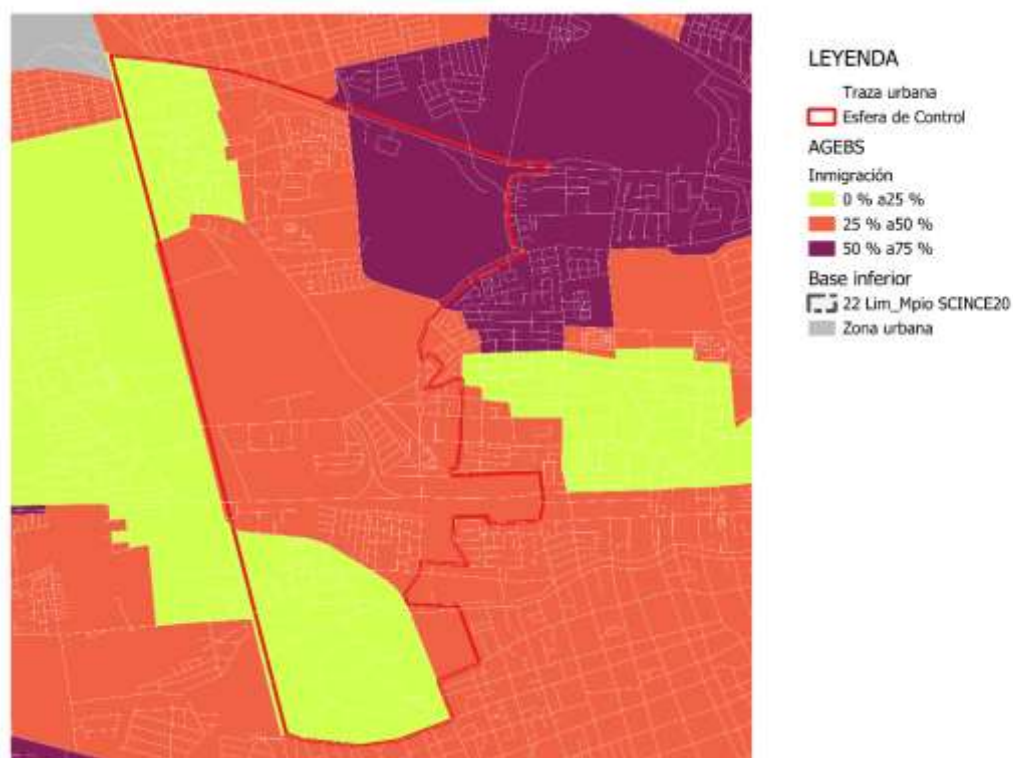 LEYENDA
Traza urbana
Esfera de Control
AGEBS
Inmigración
0 % a25 %
25 % a50 %
50 % a75 %
Base inferior
22 Lim_Mpio SCINCE20
Zona urbana